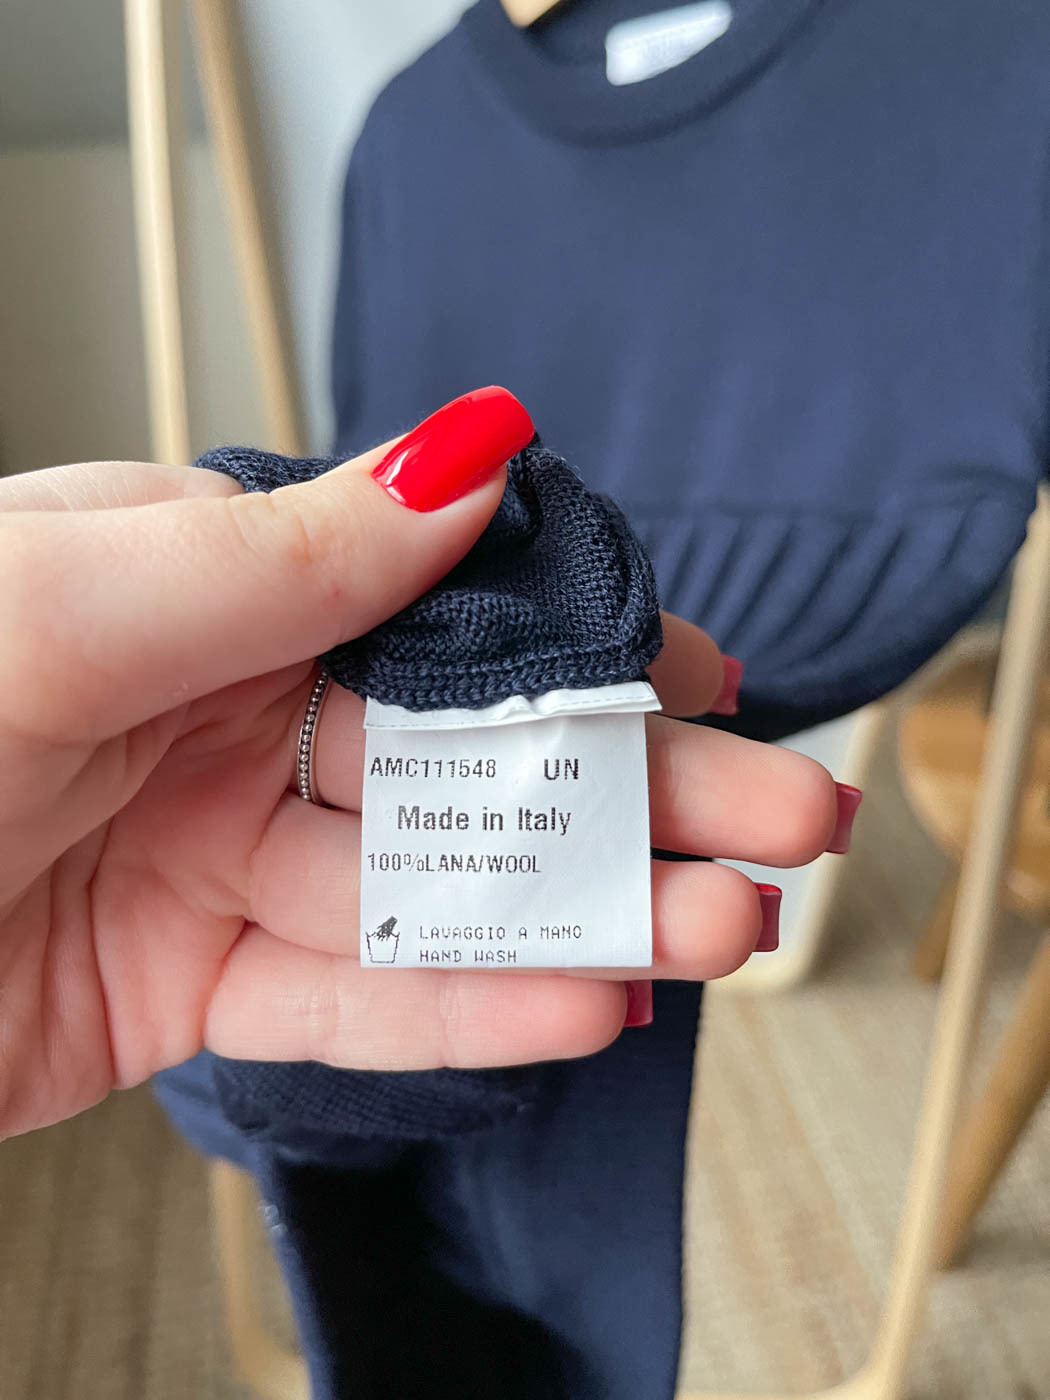 AMC111548 UN
Made in Italy
100%LANA/WOOL
LAVAGGIO A MANO
HAND WASH